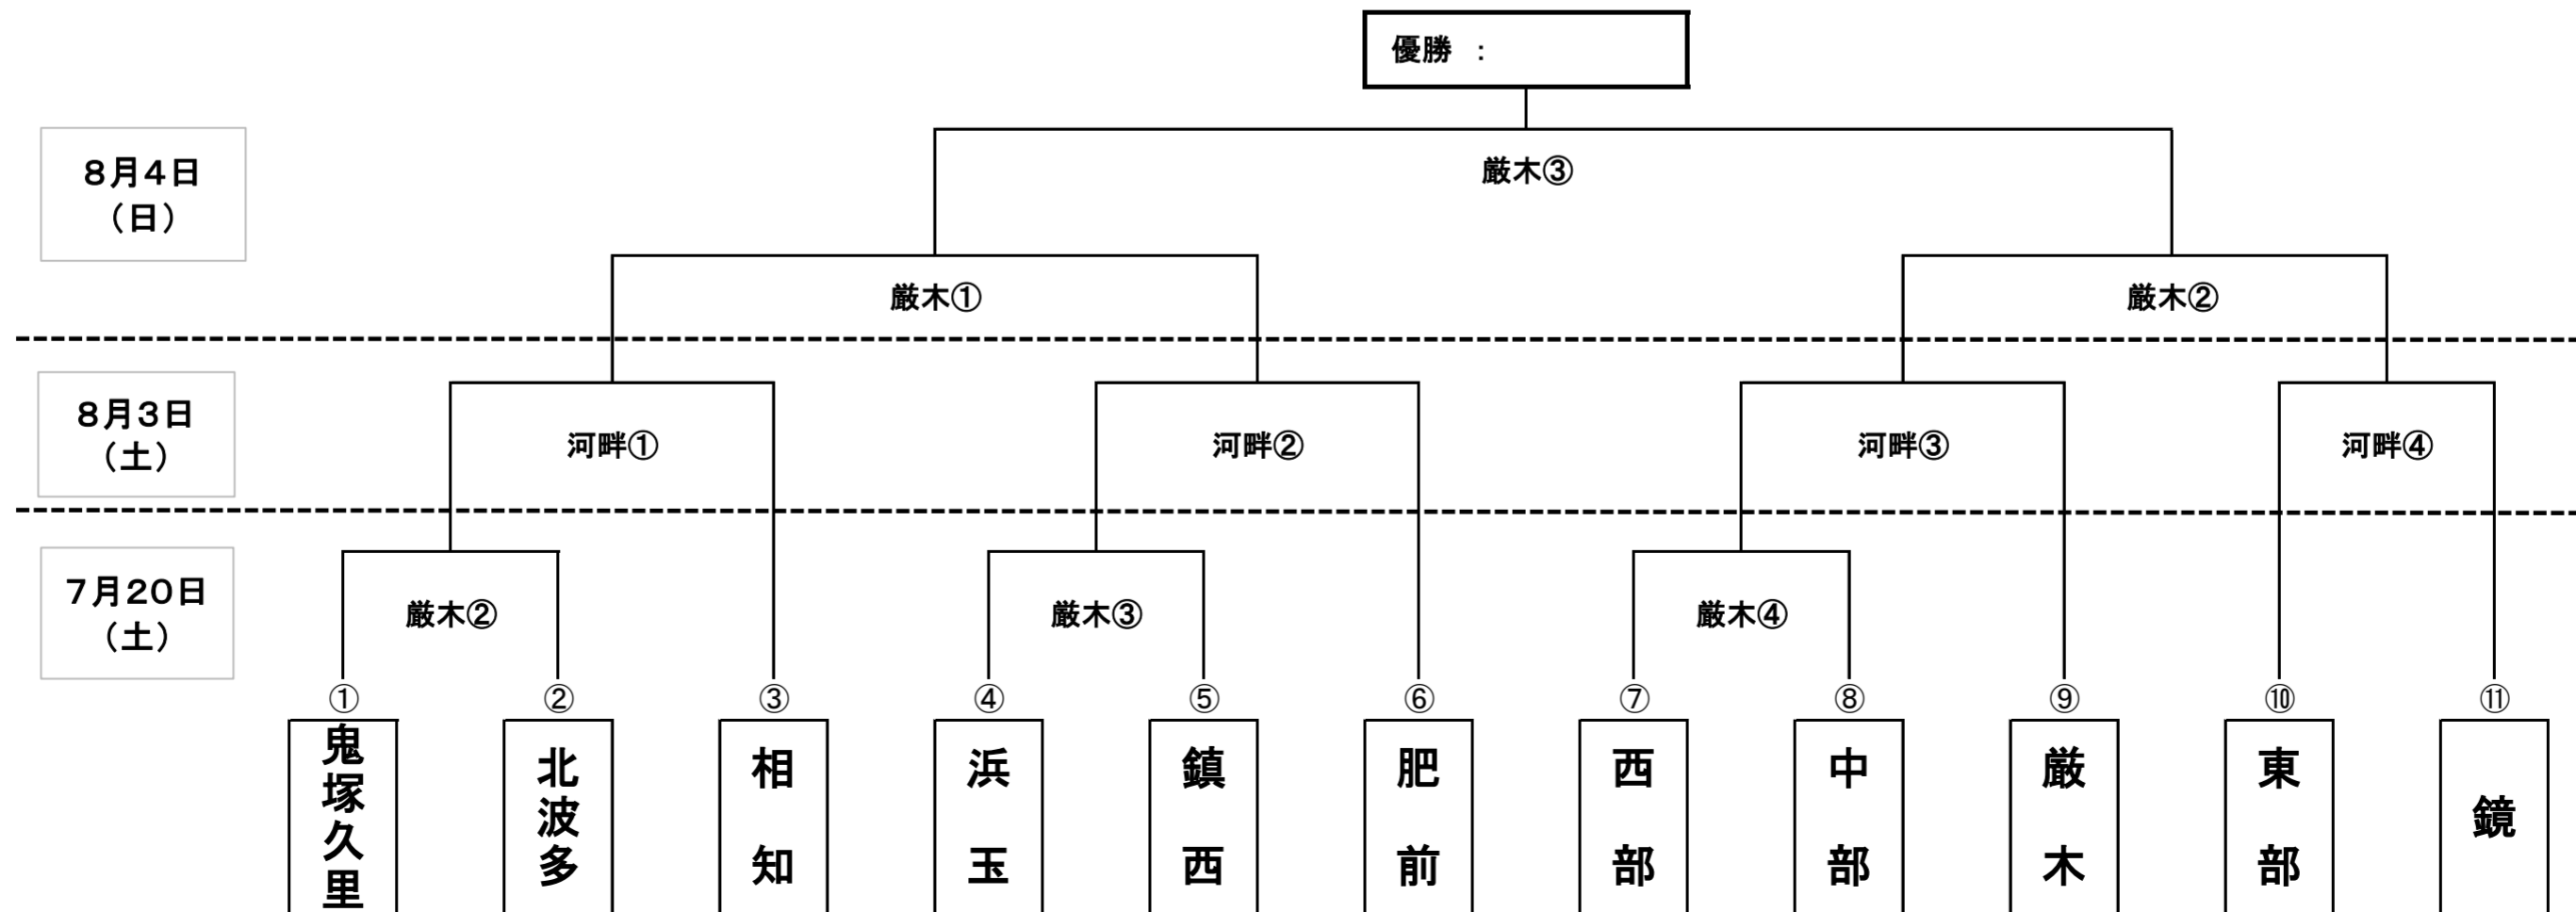 優勝 ：
8月4日
（日）
厳木③
厳木①
厳木②
8月3日
（土）
河畔①
河畔②
河畔③
河畔④
7月20日
（土）
厳木②
厳木③
厳木④
① ② ③ ④ ⑤ ⑥ ⑦ ⑧ ⑨ ⑩ ⑪
鬼塚久里
北波多
相知
浜玉
鎮西
肥前
西部
中部
厳木
東部
鏡